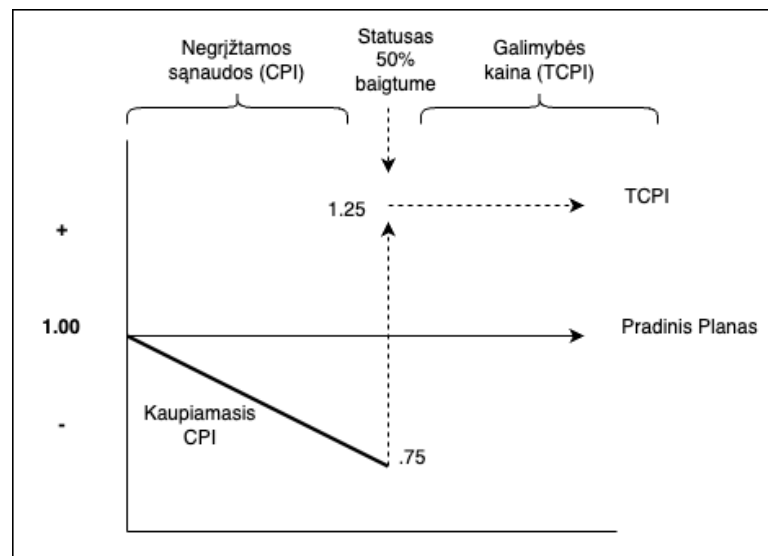 Negrįžtamos
sąnaudos (CPI)
Statusas
50%
baigtume
Galimybės
kaina (TCPI)
1.25
TCPI
+
1.00
Pradinis Planas
-
Kaupiamasis
CPI
.75